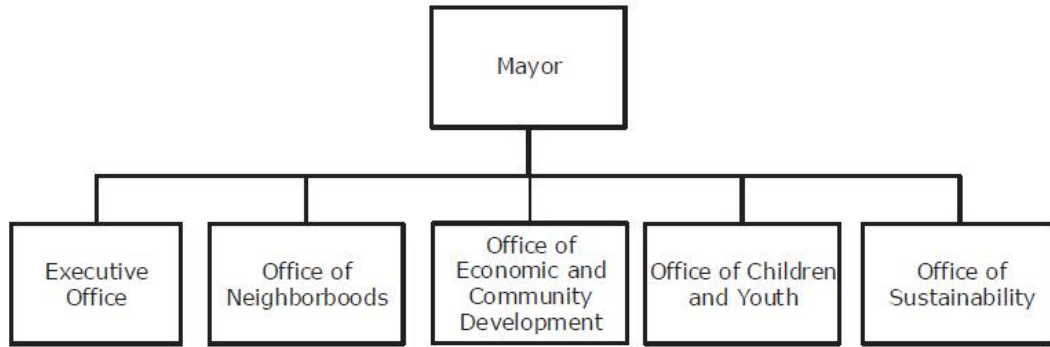 Mayor
Executive
Office
Office of
Neighborboods
Office of
Economic and
Community
Development
Office of Children
and Youth
Office of
Sustainability